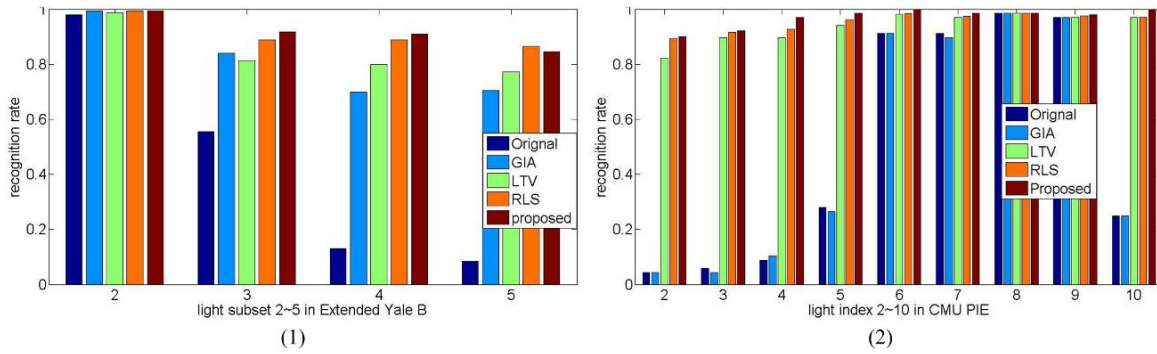 1
0.8
0.6
0.4
0.2
0
recognition rate
2 3 4 5
light subset 2~5 in Extended Yale B
Orignal
GIA
LTV
RLS
proposed
(1)
1
0.8
0.6
0.4
0.2
0
recognition rate
2 3 4 5 6 7 8 9 10
light index 2~10 in CMU PIE
Orignal
GIA
LTV
RLS
Proposed
(2)